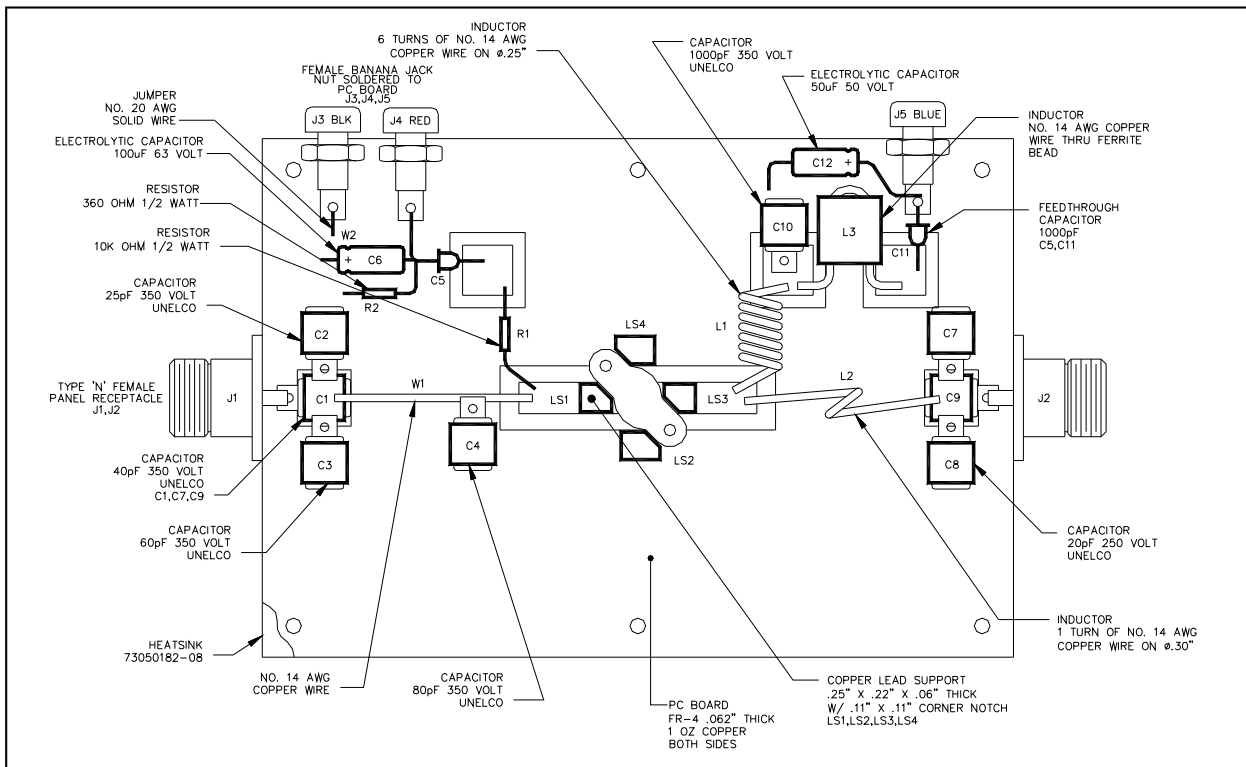 INDUCTOR
6 TURNS OF NO. 14 AWG
COPPER WIRE ON ø.25"
CAPACITOR
1000pF 350 VOLT
UNELCO
ELECTROLYTIC CAPACITOR
50uF 50 VOLT
FEMALE BANANA JACK
NUT SOLDERED TO
PC BOARD
J3,J4,J5
JUMPER
NO. 20 AWG
SOLID WIRE
J3 BLK
J4 RED
J5 BLUE
INDUCTOR
NO. 14 AWG COPPER
WIRE THRU FERRITE
BEAD
ELECTROLYTIC CAPACITOR
100uF 63 VOLT
C12 +
RESISTOR
360 OHM 1/2 WATT
FEEDTHROUGH
CAPACITOR
1000pF
C5,C11
RESISTOR
10K OHM 1/2 WATT
W2
C10
L3
C11
+ C6
C5
CAPACITOR
25pF 350 VOLT
UNELCO
R2
C2
R1
LS4
L1
C7
TYPE 'N' FEMALE
PANEL RECEPTACLE
J1,J2
J1
C1
W1
LS1
LS3
L2
C9
J2
CAPACITOR
40pF 350 VOLT
UNELCO
C1,C7,C9
C3
C4
LS2
C8
CAPACITOR
60pF 350 VOLT
UNELCO
CAPACITOR
20pF 250 VOLT
UNELCO
HEATSINK
73050182-08
INDUCTOR
1 TURN OF NO. 14 AWG
COPPER WIRE ON ø.30"
NO. 14 AWG
COPPER WIRE
CAPACITOR
80pF 350 VOLT
UNELCO
PC BOARD
FR-4 .062" THICK
1 OZ COPPER
BOTH SIDES
COPPER LEAD SUPPORT
.25" X .22" X .06" THICK
W/ .11" X .11" CORNER NOTCH
LS1,LS2,LS3,LS4